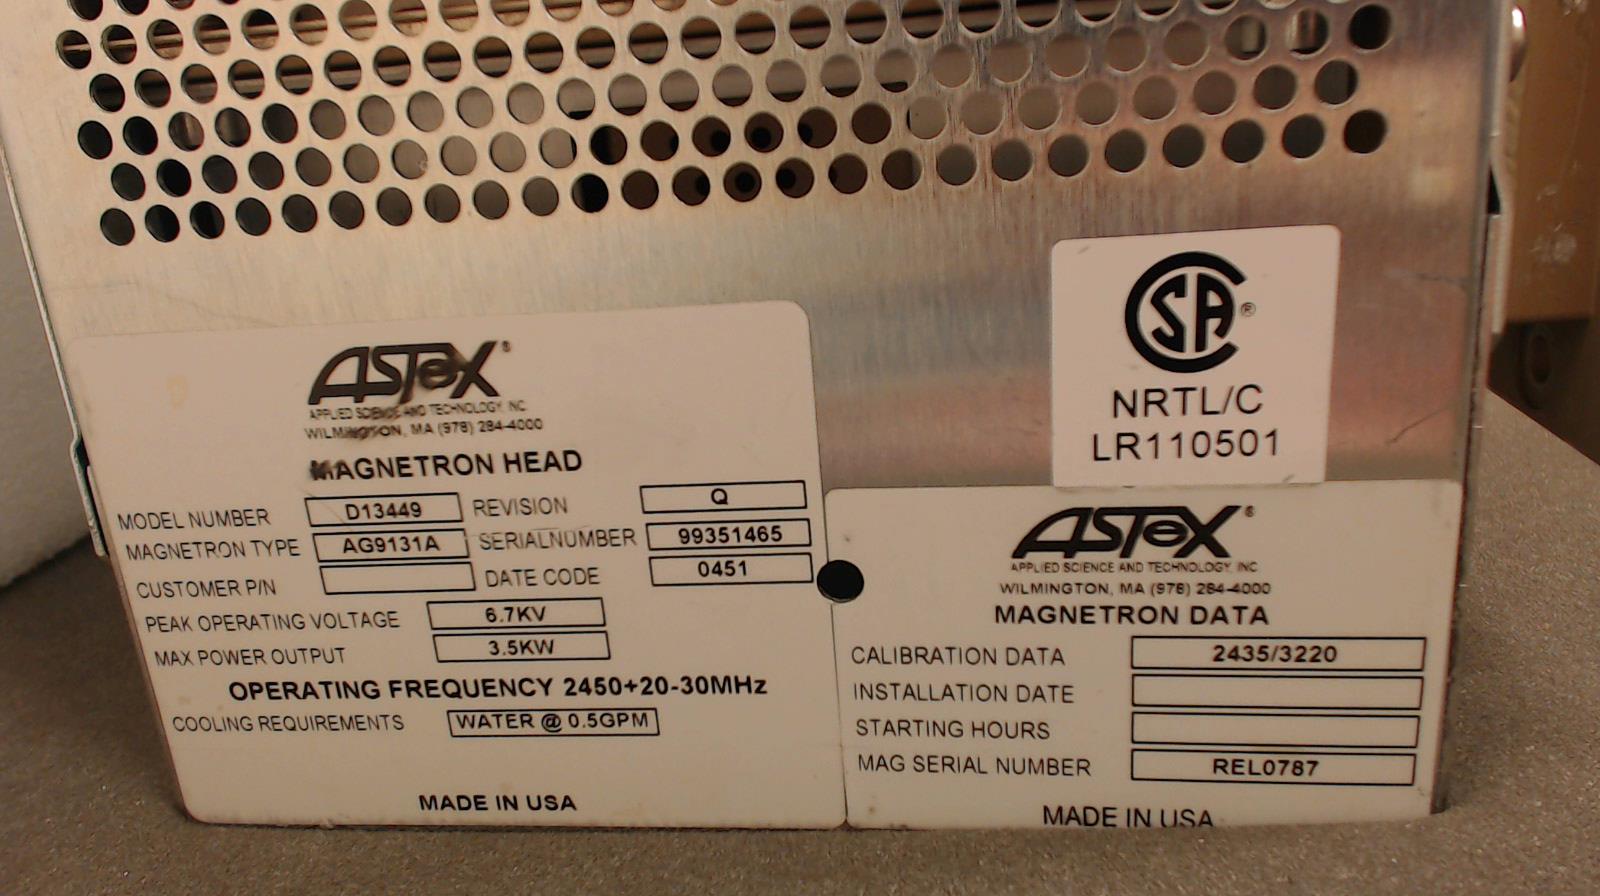 ASTeX®
APPLIED SCIENCE AND TECHNOLOGY, INC.
WILMINGTON, MA (978) 284-4000
MAGNETRON HEAD
MODEL NUMBER D13449 REVISION Q
MAGNETRON TYPE AG9131A SERIALNUMBER 99351465
CUSTOMER P/N DATE CODE 0451
PEAK OPERATING VOLTAGE 6.7KV
MAX POWER OUTPUT 3.5KW
OPERATING FREQUENCY 2450+20-30MHz
COOLING REQUIREMENTS WATER @ 0.5GPM
MADE IN USA
CSA®
NRTL/C
LR110501
ASTeX®
APPLIED SCIENCE AND TECHNOLOGY, INC.
WILMINGTON, MA (978) 284-4000
MAGNETRON DATA
CALIBRATION DATA 2435/3220
INSTALLATION DATE
STARTING HOURS
MAG SERIAL NUMBER REL0787
MADE IN USA